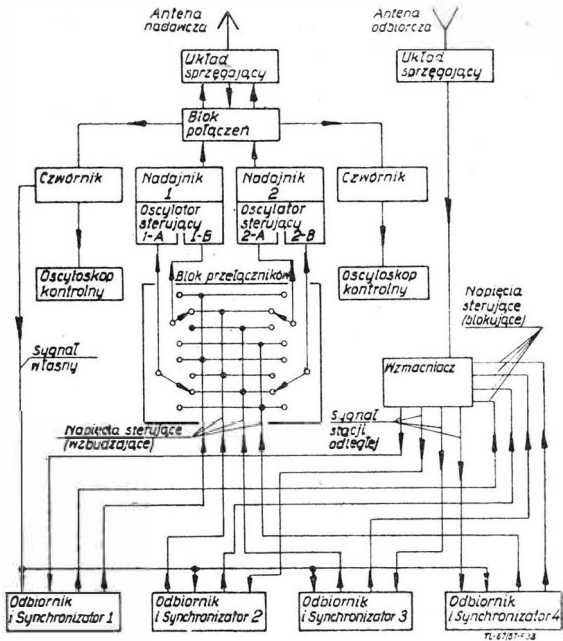 Antena
nadawcza
Antena
odbiorcza
Układ
sprzęgający
Układ
sprzęgający
Blok
połączeń
Czwórnik
Nadajnik
1
Oscylator
sterujący
1-A 1-B
Nadajnik
2
Oscylator
sterujący
2-A 2-B
Czwórnik
Oscyloskop
kontrolny
Blok przełączników
Oscyloskop
kontrolny
Napięcia
sterujące
(blokujące)
Sygnał
własny
Wzmacniacz
Napięcia sterujące
(wzbudzające)
Sygnał
stacji
odległej
Odbiornik
i Synchronizator 1
Odbiornik
i Synchronizator 2
Odbiornik
i Synchronizator 3
Odbiornik
i Synchronizator 4